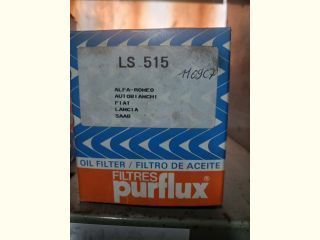 LS 515
ALFA-ROMEO
AUTOBIANCHI
FIAT
LANCIA
SAAB
OIL FILTER / FILTRO DE ACEITE
FILTRES
purflux®